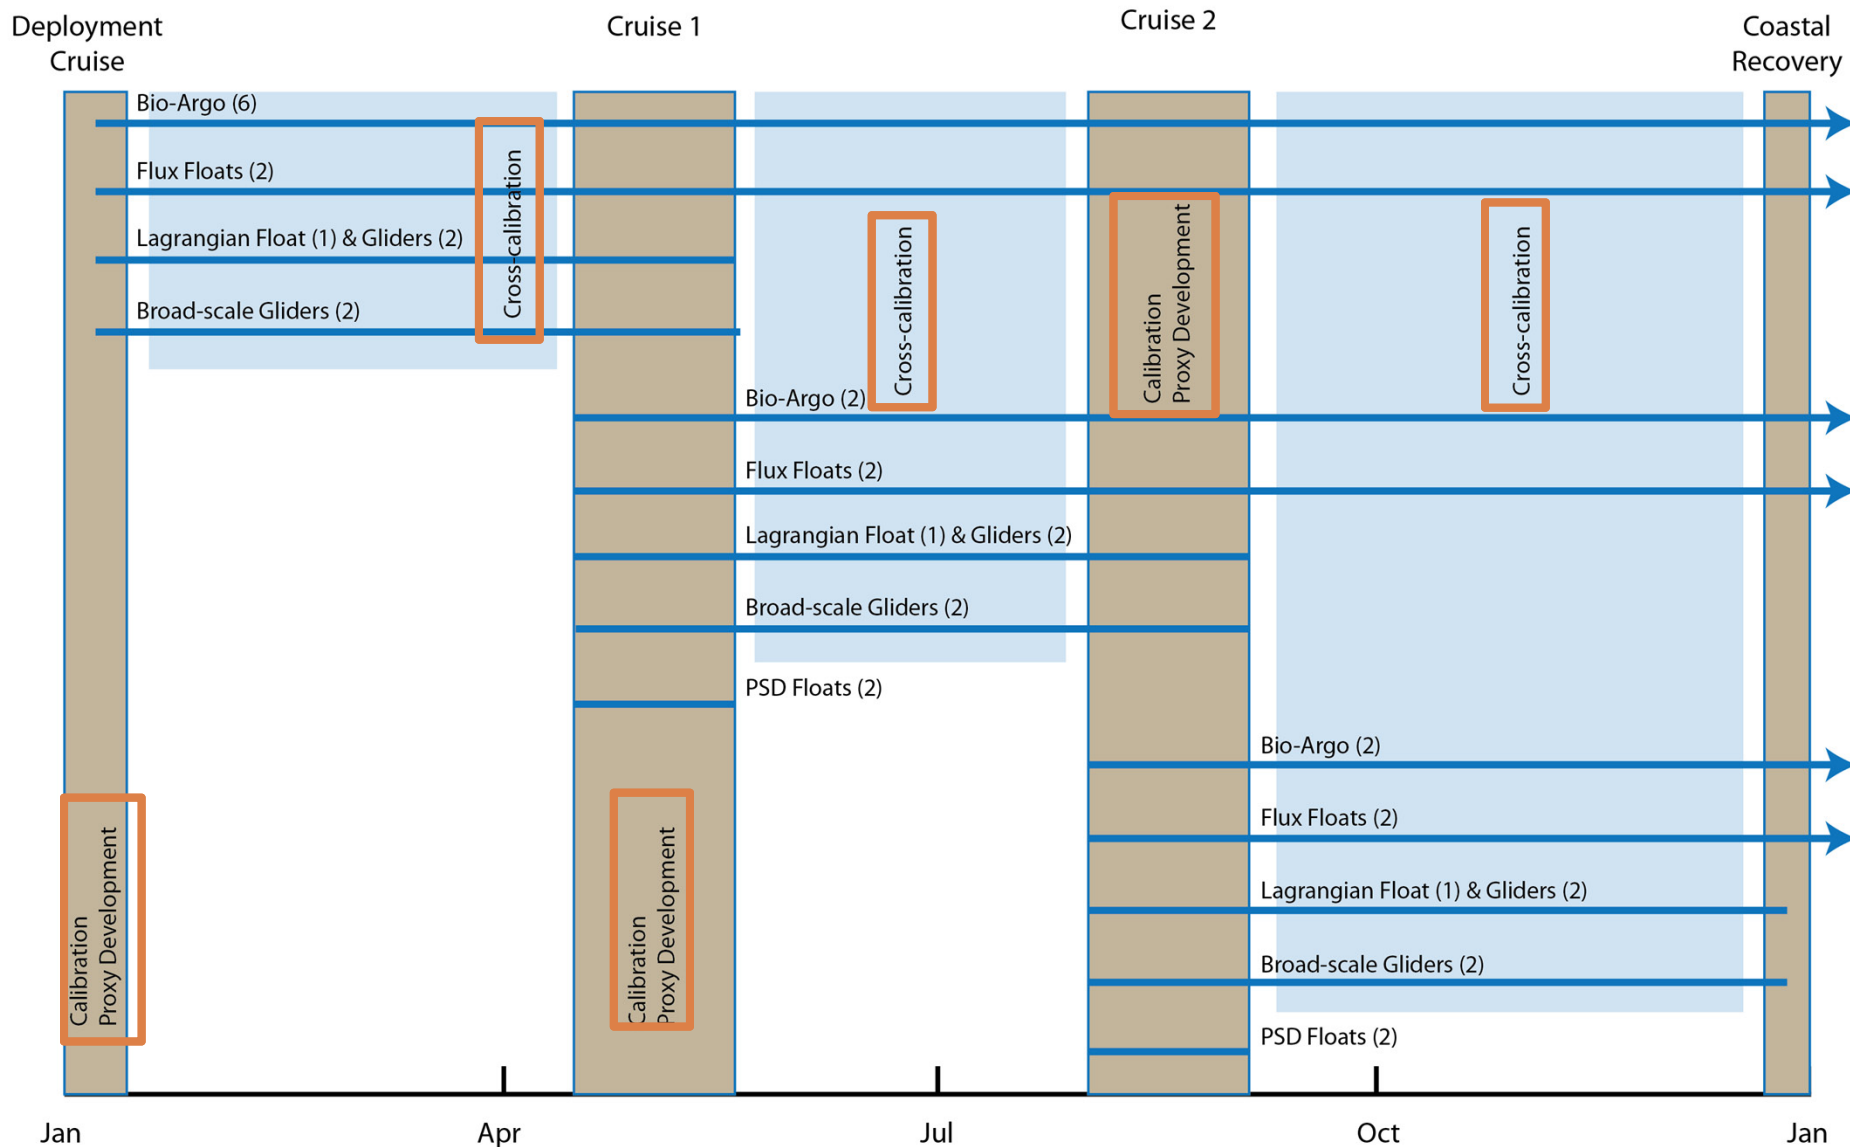 Deployment
Cruise
Cruise 1
Cruise 2
Coastal
Recovery
Bio-Argo (6)
Flux Floats (2)
Lagrangian Float (1) & Gliders (2)
Broad-scale Gliders (2)
Cross-calibration
Cross-calibration
Calibration
Proxy Development
Cross-calibration
Bio-Argo (2)
Flux Floats (2)
Lagrangian Float (1) & Gliders (2)
Broad-scale Gliders (2)
PSD Floats (2)
Bio-Argo (2)
Flux Floats (2)
Lagrangian Float (1) & Gliders (2)
Broad-scale Gliders (2)
PSD Floats (2)
Calibration
Proxy Development
Calibration
Proxy Development
Jan
Apr
Jul
Oct
Jan